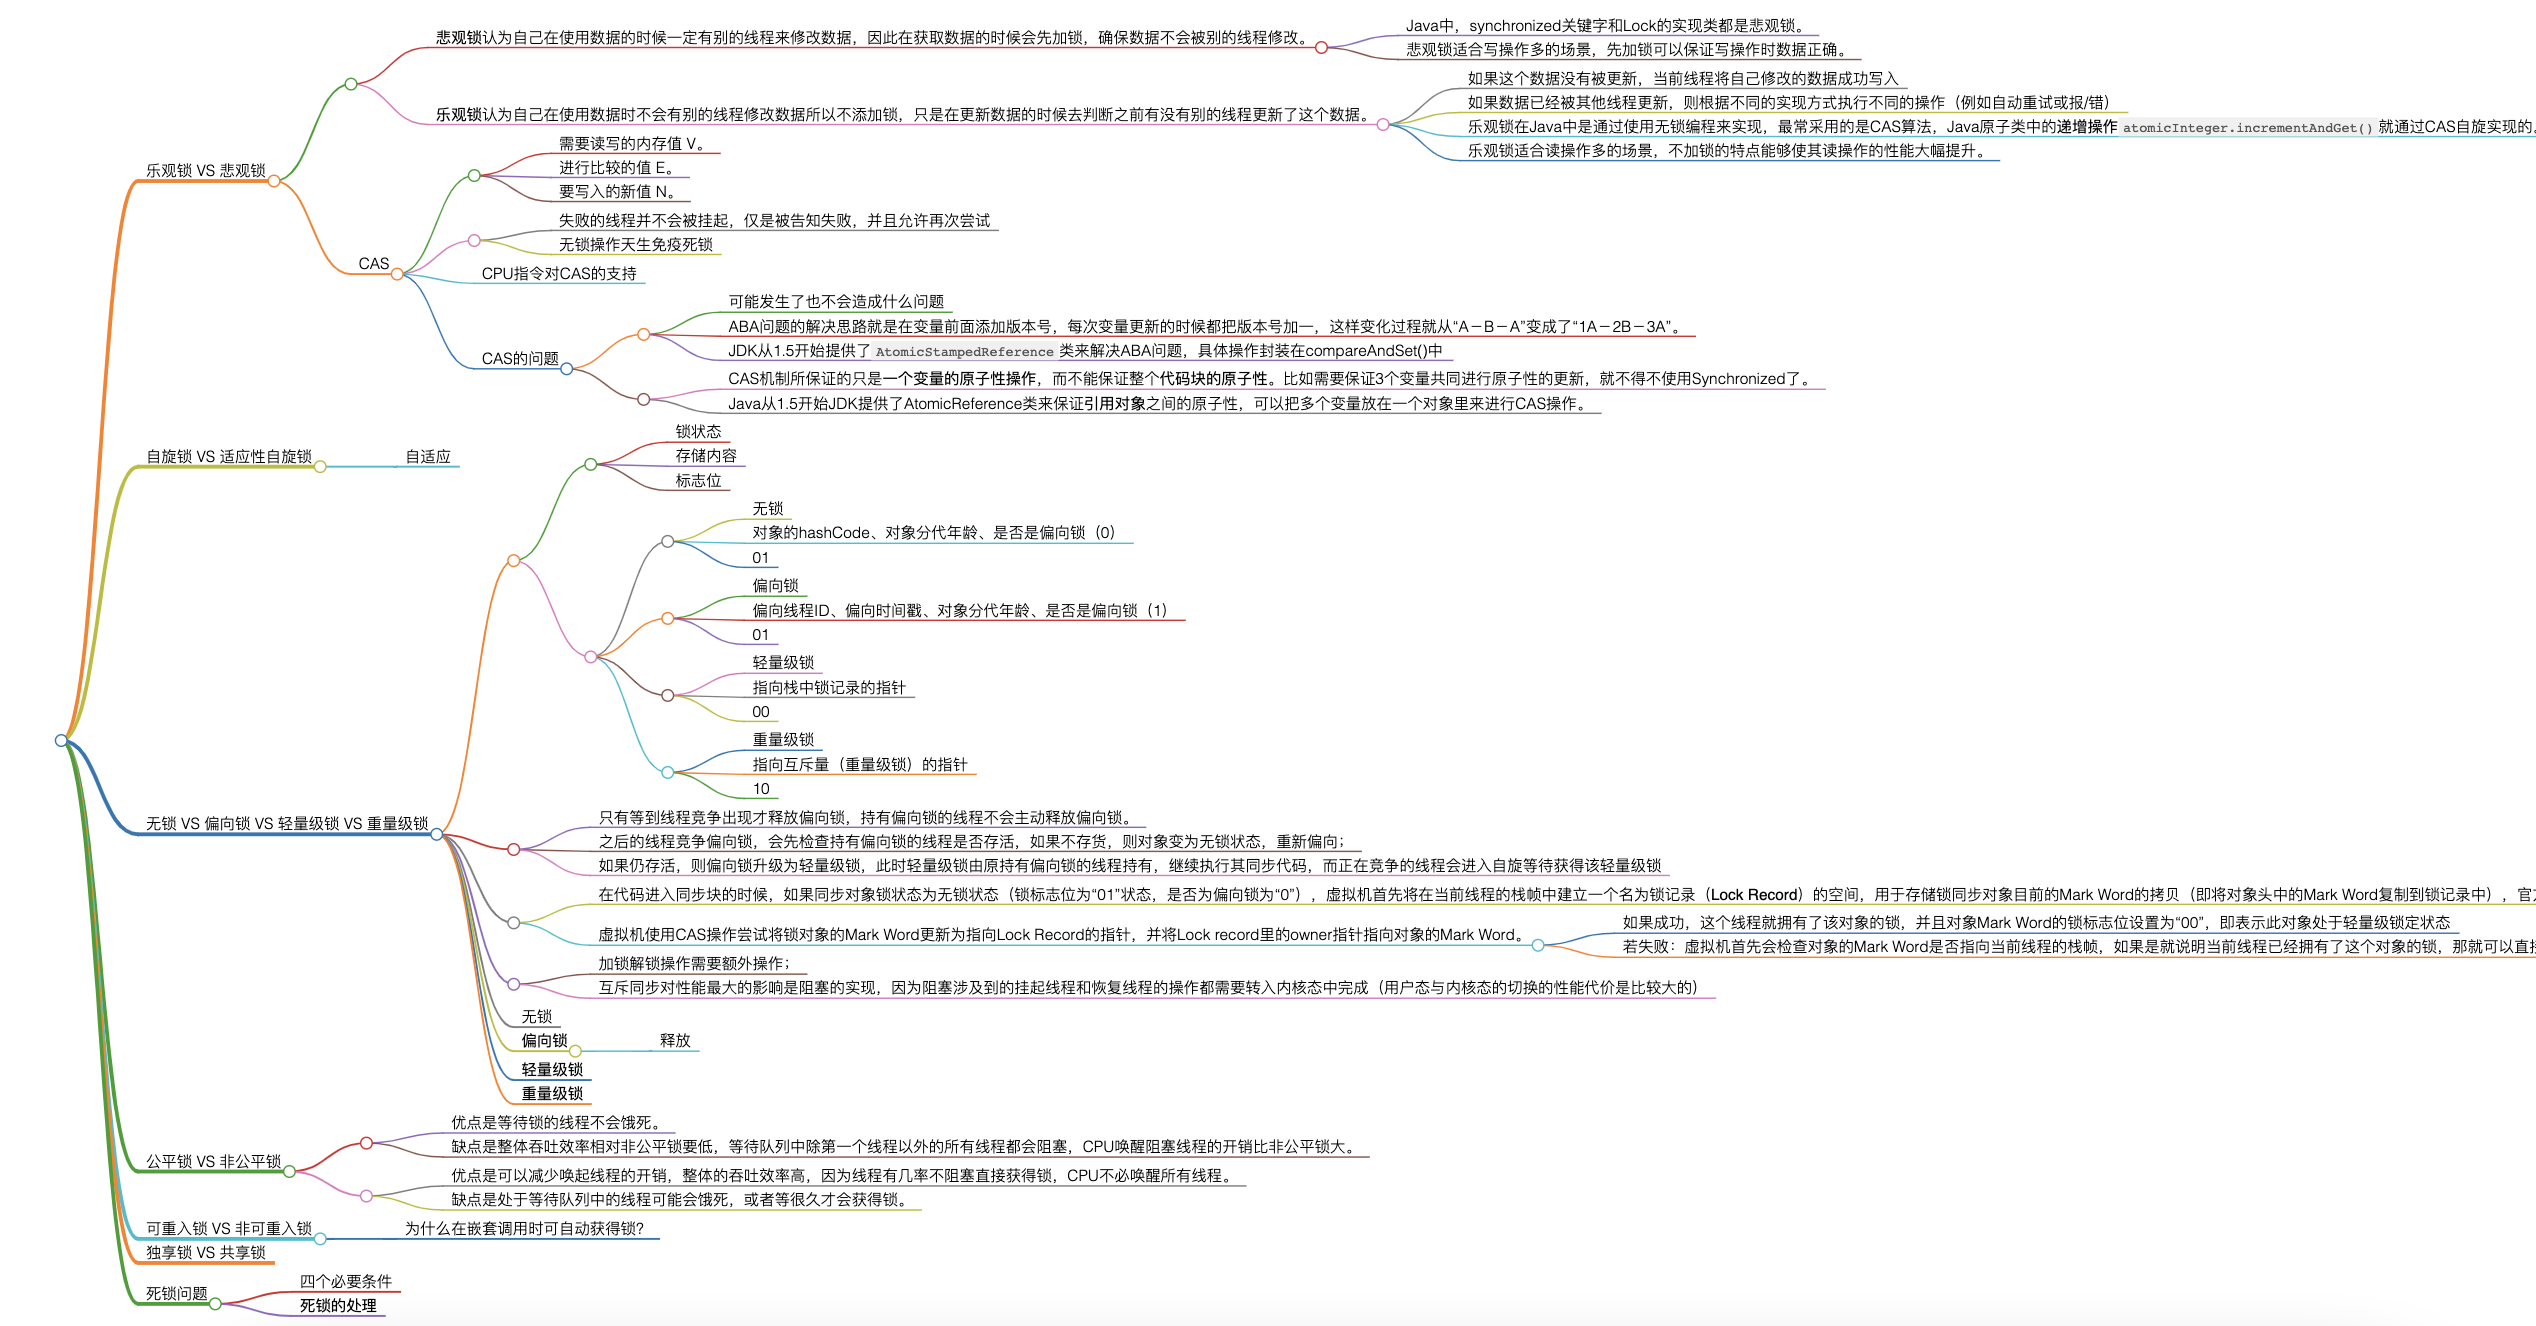 悲观锁认为自己在使用数据的时候一定有别的线程来修改数据，因此在获取数据的时候会先加锁，确保数据不会被别的线程修改。
Java中，synchronized关键字和Lock的实现类都是悲观锁。
悲观锁适合写操作多的场景，先加锁可以保证写操作时数据正确。
乐观锁认为自己在使用数据时不会有别的线程修改数据所以不添加锁，只是在更新数据的时候去判断之前有没有别的线程更新了这个数据。
如果这个数据没有被更新，当前线程将自己修改的数据成功写入
如果数据已经被其他线程更新，则根据不同的实现方式执行不同的操作（例如自动重试或报/错）
乐观锁在Java中是通过使用无锁编程来实现，最常采用的是CAS算法，Java原子类中的递增操作 atomicInteger.incrementAndGet() 就通过CAS自旋实现的。
乐观锁适合读操作多的场景，不加锁的特点能够使其读操作的性能大幅提升。
乐观锁 VS 悲观锁
需要读写的内存值 V。
进行比较的值 E。
要写入的新值 N。
失败的线程并不会被挂起，仅是被告知失败，并且允许再次尝试
无锁操作天生免疫死锁
CAS
CPU指令对CAS的支持
可能发生了也不会造成什么问题
ABA问题的解决思路就是在变量前面添加版本号，每次变量更新的时候都把版本号加一，这样变化过程就从“A－B－A”变成了“1A－2B－3A”。
JDK从1.5开始提供了 AtomicStampedReference 类来解决ABA问题，具体操作封装在compareAndSet()中
CAS的问题
CAS机制所保证的只是一个变量的原子性操作，而不能保证整个代码块的原子性。比如需要保证3个变量共同进行原子性的更新，就不得不使用Synchronized了。
Java从1.5开始JDK提供了AtomicReference类来保证引用对象之间的原子性，可以把多个变量放在一个对象里来进行CAS操作。
自旋锁 VS 适应性自旋锁
自适应
锁状态
存储内容
标志位
无锁
对象的hashCode、对象分代年龄、是否是偏向锁（0）
01
偏向锁
偏向线程ID、偏向时间戳、对象分代年龄、是否是偏向锁（1）
01
轻量级锁
指向栈中锁记录的指针
00
重量级锁
指向互斥量（重量级锁）的指针
10
无锁 VS 偏向锁 VS 轻量级锁 VS 重量级锁
只有等到线程竞争出现才释放偏向锁，持有偏向锁的线程不会主动释放偏向锁。
之后的线程竞争偏向锁，会先检查持有偏向锁的线程是否存活，如果不存货，则对象变为无锁状态，重新偏向；
如果仍存活，则偏向锁升级为轻量级锁，此时轻量级锁由原持有偏向锁的线程持有，继续执行其同步代码，而正在竞争的线程会进入自旋等待获得该轻量级锁
在代码进入同步块的时候，如果同步对象锁状态为无锁状态（锁标志位为“01”状态，是否为偏向锁为“0”），虚拟机首先将在当前线程的栈帧中建立一个名为锁记录（Lock Record）的空间，用于存储锁同步对象目前的Mark Word的拷贝（即将对象头中的Mark Word复制到锁记录中），官
虚拟机使用CAS操作尝试将锁对象的Mark Word更新为指向Lock Record的指针，并将Lock record里的owner指针指向对象的Mark Word。
如果成功，这个线程就拥有了该对象的锁，并且对象Mark Word的锁标志位设置为“00”，即表示此对象处于轻量级锁定状态
若失败：虚拟机首先会检查对象的Mark Word是否指向当前线程的栈帧，如果是就说明当前线程已经拥有了这个对象的锁，那就可以直
加锁解锁操作需要额外操作；
互斥同步对性能最大的影响是阻塞的实现，因为阻塞涉及到的挂起线程和恢复线程的操作都需要转入内核态中完成（用户态与内核态的切换的性能代价是比较大的）
无锁
偏向锁
释放
轻量级锁
重量级锁
公平锁 VS 非公平锁
优点是等待锁的线程不会饿死。
缺点是整体吞吐效率相对非公平锁要低，等待队列中除第一个线程以外的所有线程都会阻塞，CPU唤醒阻塞线程的开销比非公平锁大。
优点是可以减少唤起线程的开销，整体的吞吐效率高，因为线程有几率不阻塞直接获得锁，CPU不必唤醒所有线程。
缺点是处于等待队列中的线程可能会饿死，或者等很久才会获得锁。
可重入锁 VS 非可重入锁
为什么在嵌套调用时可自动获得锁？
独享锁 VS 共享锁
死锁问题
四个必要条件
死锁的处理